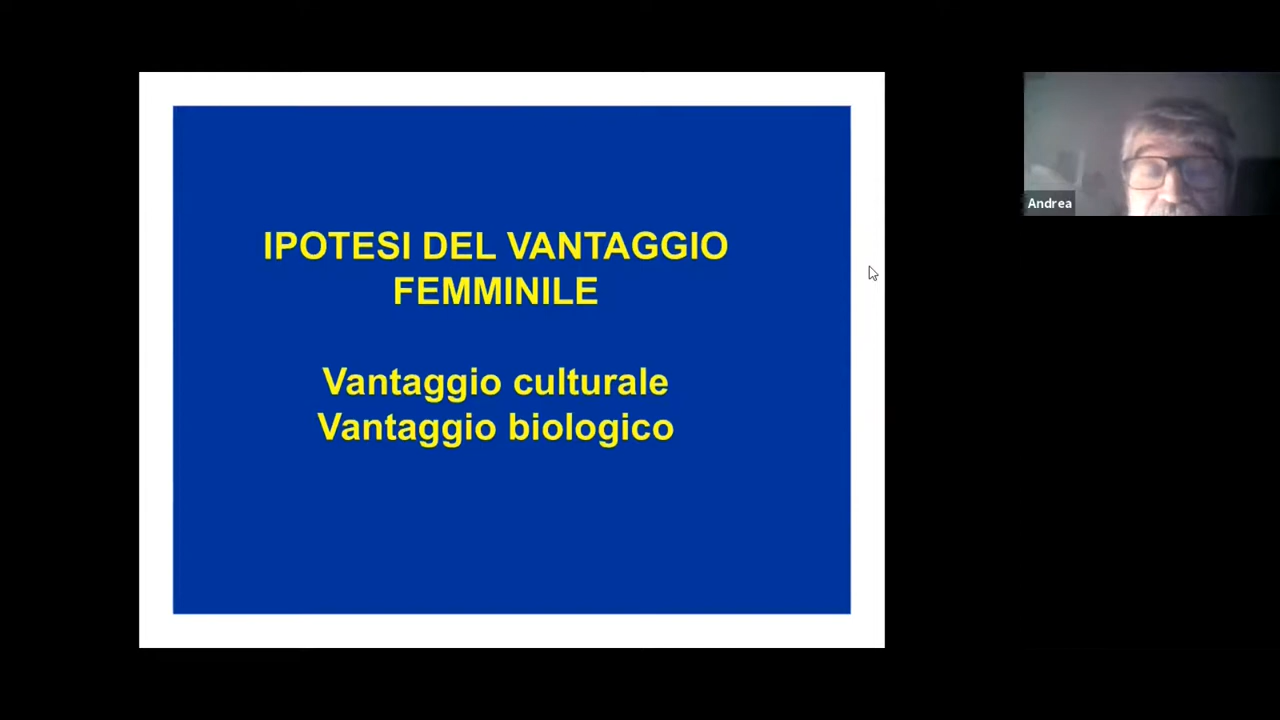 IPOTESI DEL VANTAGGIO
FEMMINILE
Vantaggio culturale
Vantaggio biologico
Andrea